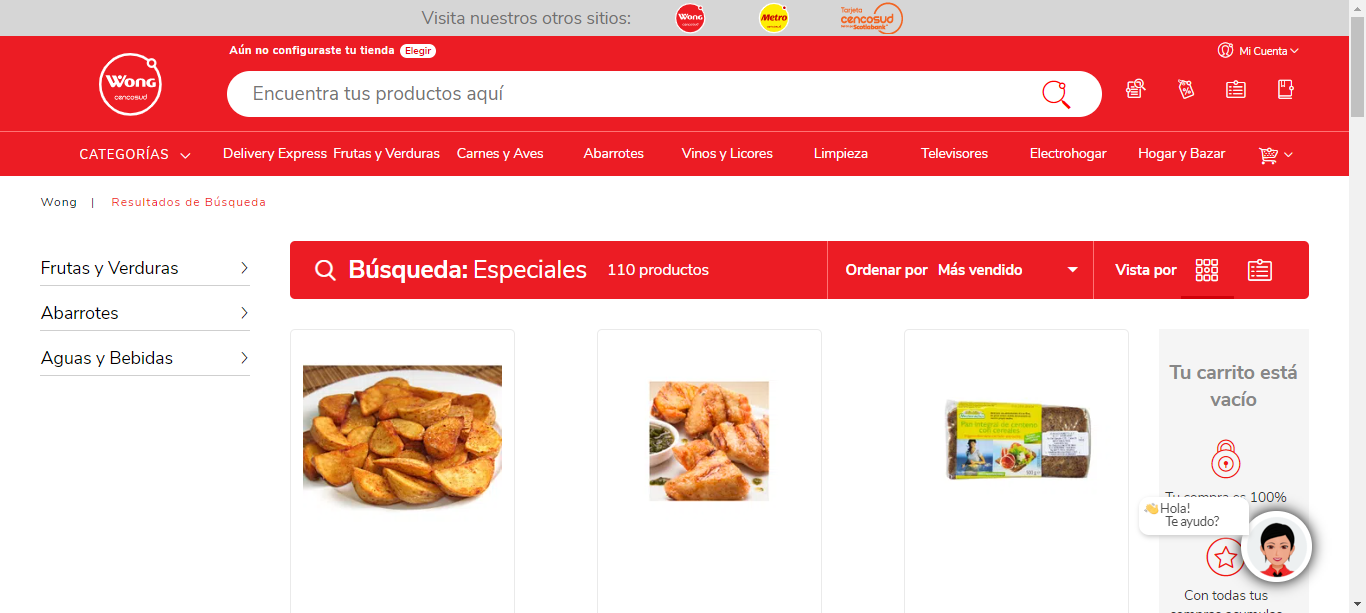 Visita nuestros otros sitios:
Wong
cencosud
Metro
Tarjeta
cencosud
Scotiabank
Aún no configuraste tu tienda Elegir
Mi Cuenta
Wong
cencosud
Encuentra tus productos aquí
CATEGORÍAS
Delivery Express
Frutas y Verduras
Carnes y Aves
Abarrotes
Vinos y Licores
Limpieza
Televisores
Electrohogar
Hogar y Bazar
Wong | Resultados de Búsqueda
Frutas y Verduras
Abarrotes
Aguas y Bebidas
Búsqueda: Especiales 110 productos
Ordenar por Más vendido
Vista por
Pan integral de centeno
con cereales
Tu carrito está
vacío
Tu compra es 100%
Hola!
Te ayudo?
Con todas tus
compras acumulas